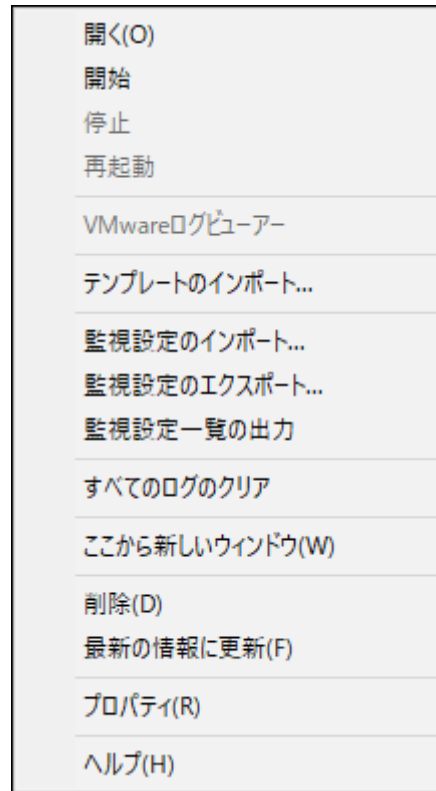 開く(O)
開始
停止
再起動
VMwareログビューアー
テンプレートのインポート...
監視設定のインポート...
監視設定のエクスポート...
監視設定一覧の出力
すべてのログのクリア
ここから新しいウィンドウ(W)
削除(D)
最新の情報に更新(F)
プロパティ(R)
ヘルプ(H)